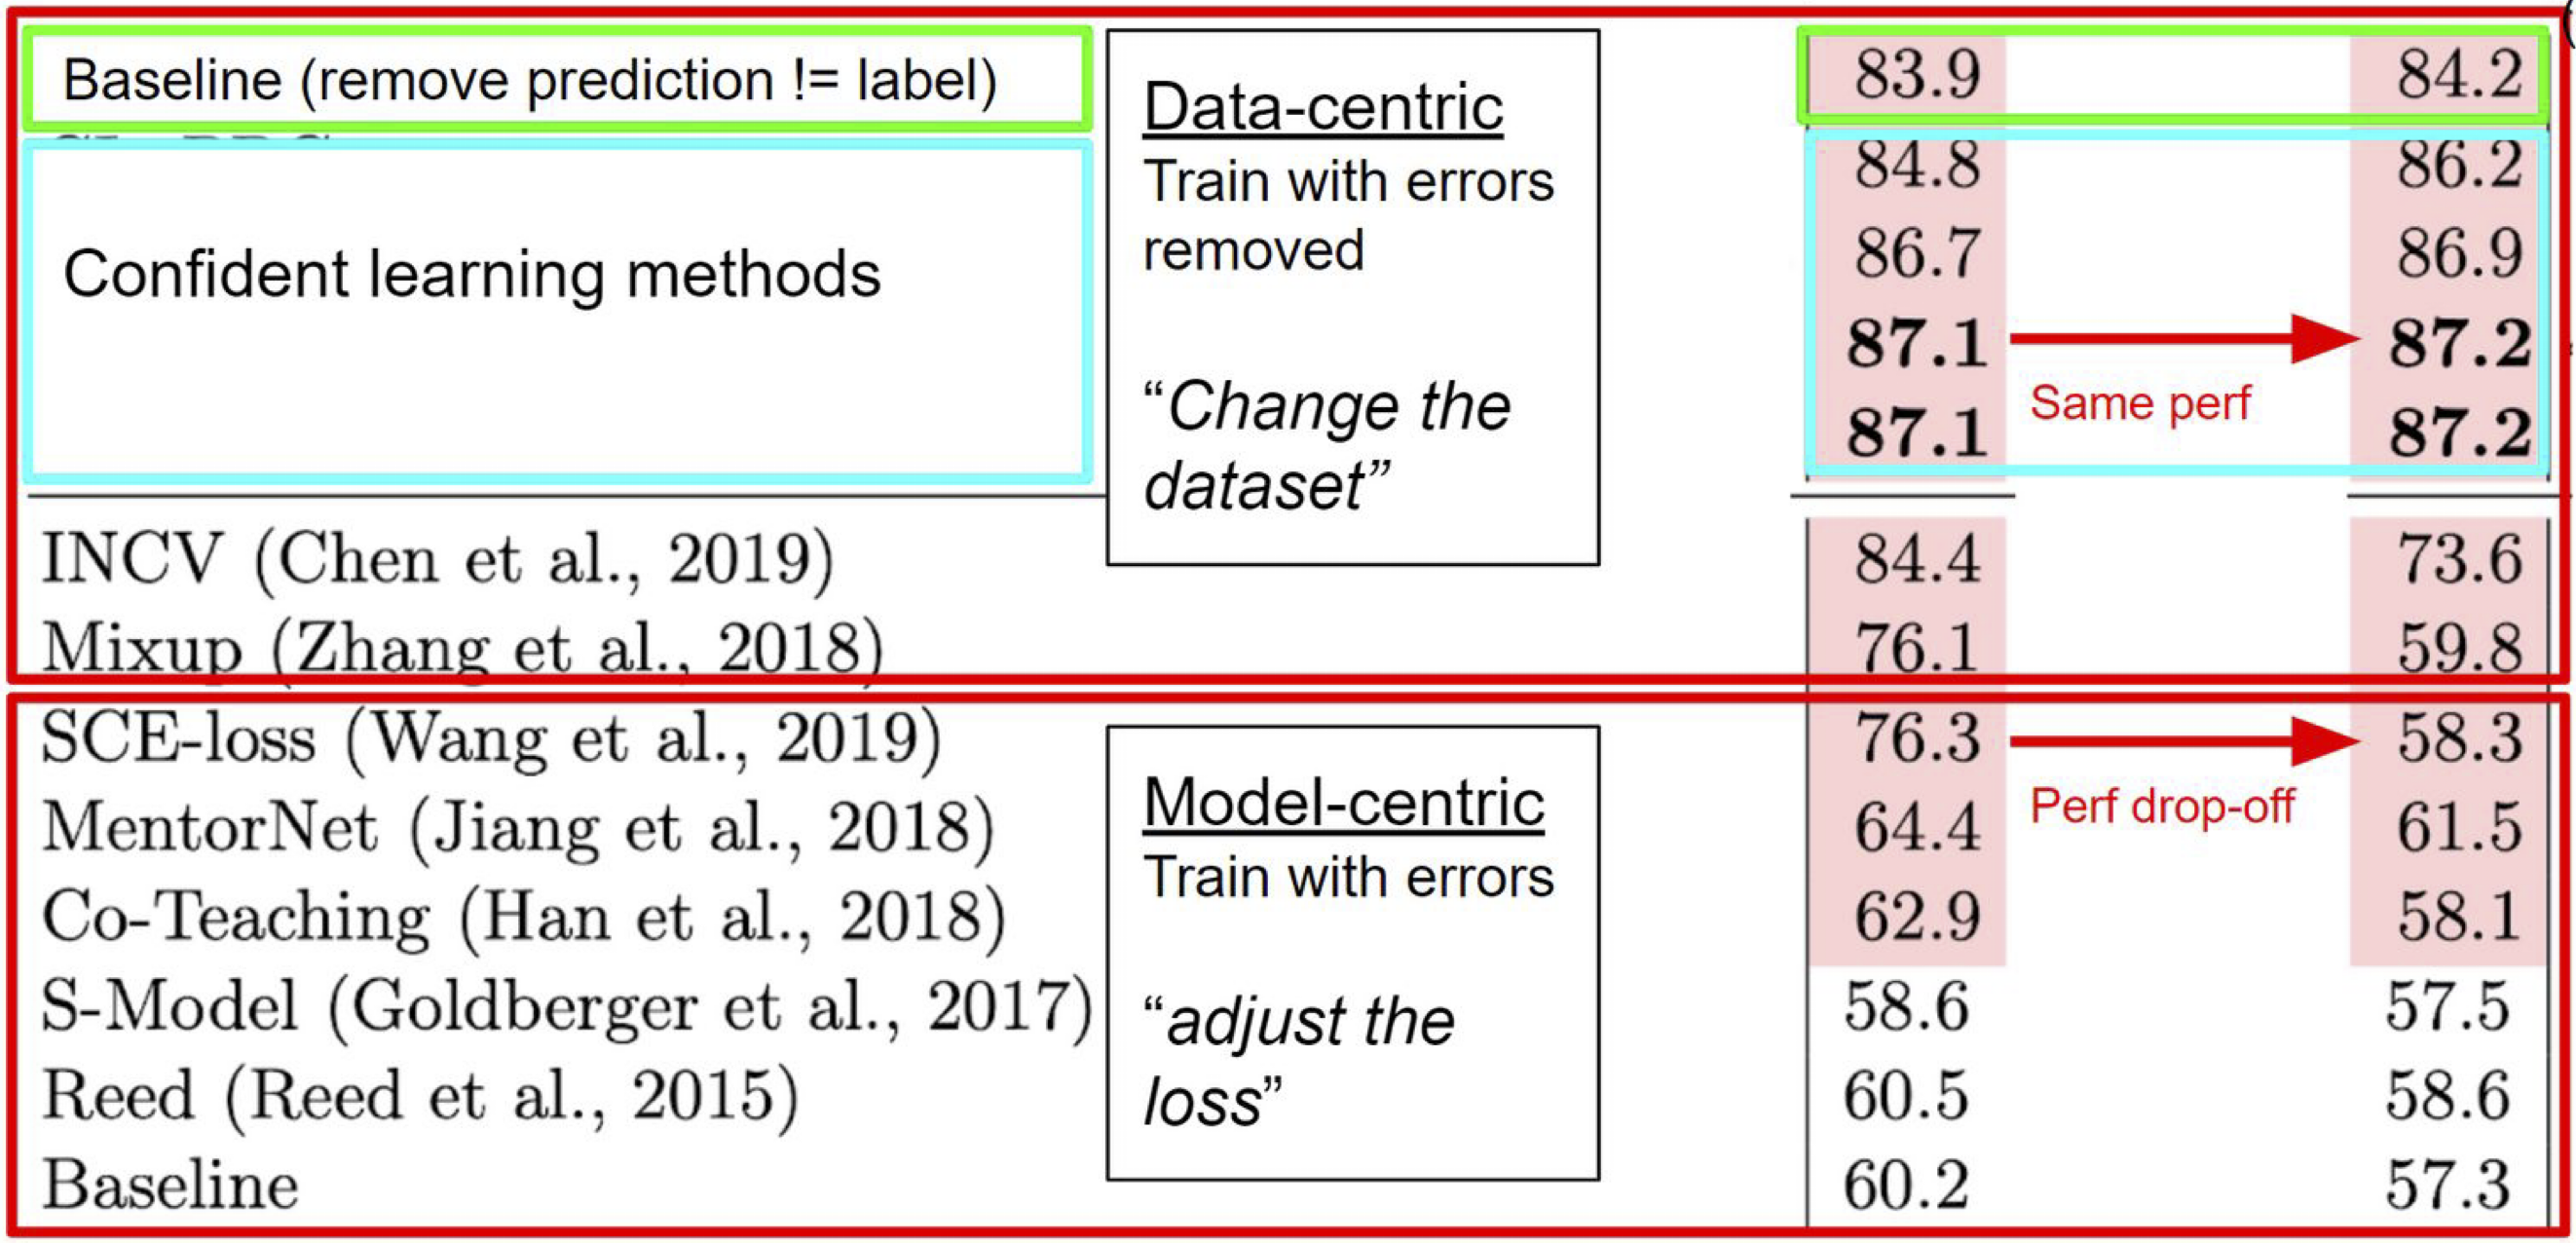 Baseline (remove prediction != label)
83.9 84.2
Confident learning methods
Data-centric
Train with errors
removed
“Change the
dataset”
84.8 86.2
86.7 86.9
87.1 87.2
Same perf
87.1 87.2
INCV (Chen et al., 2019) 84.4 73.6
Mixup (Zhang et al., 2018) 76.1 59.8
SCE-loss (Wang et al., 2019) 76.3 58.3
Perf drop-off
MentorNet (Jiang et al., 2018) 64.4 61.5
Co-Teaching (Han et al., 2018) 62.9 58.1
S-Model (Goldberger et al., 2017) 58.6 57.5
Reed (Reed et al., 2015) 60.5 58.6
Baseline 60.2 57.3
Model-centric
Train with errors
“adjust the
loss”